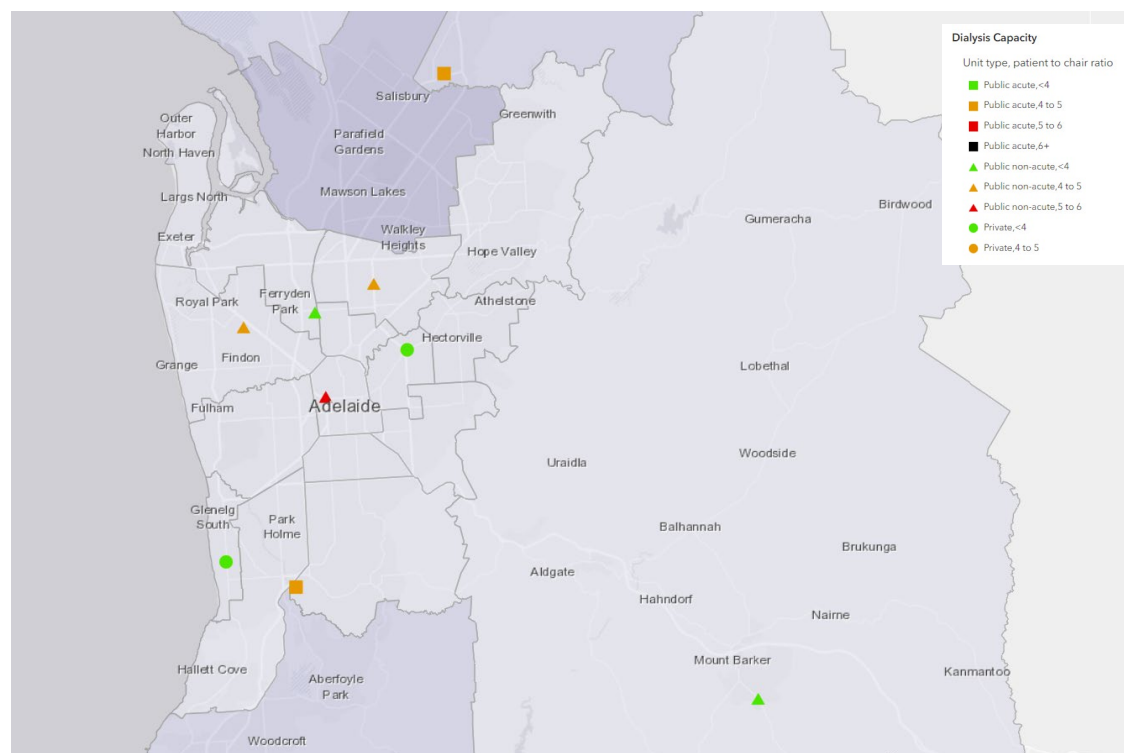 Dialysis Capacity
Unit type, patient to chair ratio
Public acute,<4
Public acute,4 to 5
Public acute,5 to 6
Public acute,6+
Public non-acute,<4
Public non-acute,4 to 5
Public non-acute,5 to 6
Private,<4
Private,4 to 5
Salisbury
Greenwith
Outer
Harbor
North Haven
Parafield
Gardens
Mawson Lakes
Largs North
Birdwood
Gumeracha
Exeter
Walkley
Heights
Hope Valley
Royal Park
Ferryden
Park
Athelstone
Findon
Hectorville
Grange
Lobethal
Fulham
Adelaide
Uraidla
Woodside
Glenelg
South
Park
Holme
Balhannah
Brukunga
Aldgate
Hahndorf
Nairne
Hallett Cove
Mount Barker
Kanmantoo
Aberfoyle
Park
Woodcroft